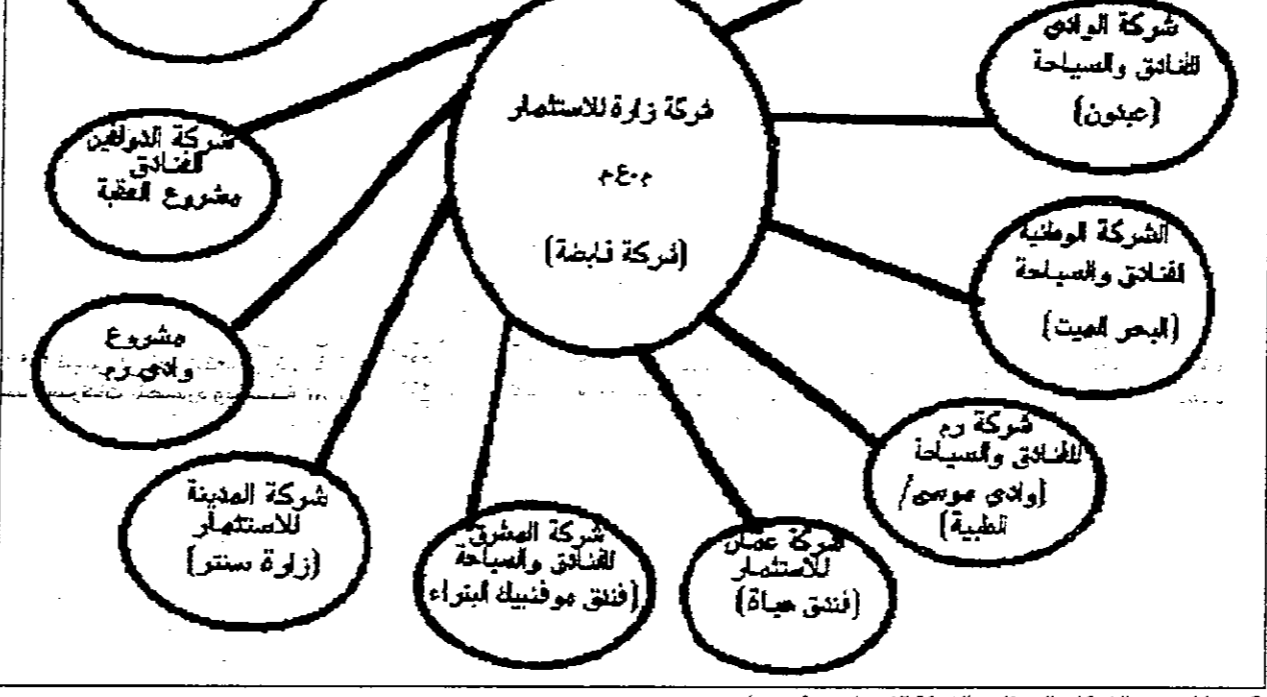 شركة زارة للاستثمار
م.ع.م
(شركة قابضة)
شركة الوادي
للفنادق والسياحة
(عبدون)
الشركة الوطنية
للفنادق والسياحة
(البحر الميت)
شركة رم
للفنادق والسياحة
(وادي موسى/
الطيبة)
شركة عمان
للاستثمار
(فندق حياة)
شركة المشرق
للفنادق والسياحة
(فندق موفنبيك البتراء)
شركة المدينة
للاستثمار
(زارة سنتر)
مشروع
وادي رم
شركة الدولفين
للفنادق
مشروع العقبة